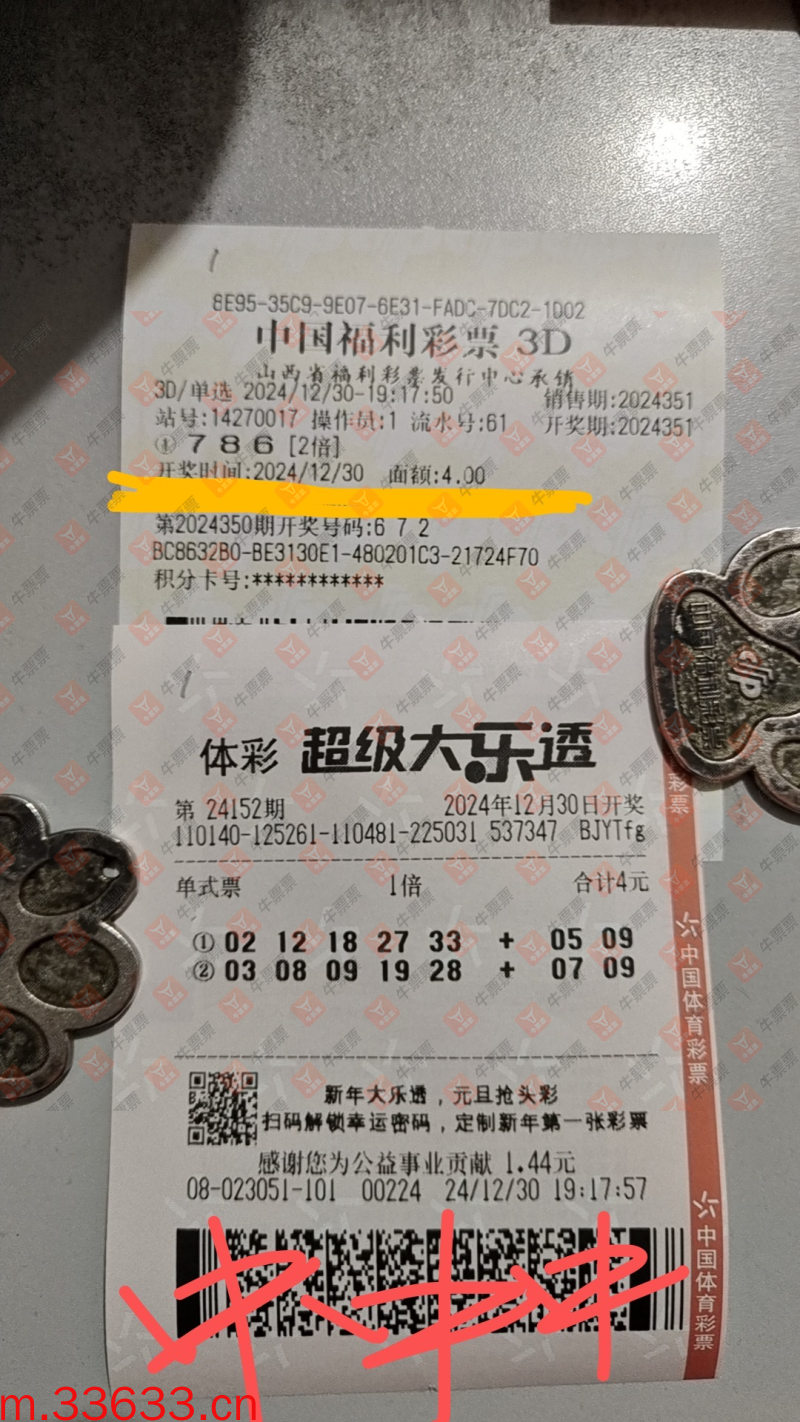 8E95-35C9-9E07-6E31-FADC-7DC2-1D02
中国福利彩票 3D
山西省福利彩票发行中心承销
3D/单选 2024/12/30-19:17:50 销售期:2024351
站号:14270017 操作员:1 流水号:61 开奖期:2024351
① 7 8 6 [2倍]
开奖时间:2024/12/30 面额:4.00
第2024350期开奖号码:6 7 2
BC8632B0-BE3130E1-480201C3-21724F70
积分卡号:************
体彩 超级大乐透
第 24152期 2024年12月30日开奖
110140-125261-110481-225031 537347 BJYTfg
单式票 1倍 合计4元
① 02 12 18 27 33 + 05 09
② 03 08 09 19 28 + 07 09
新年大乐透，元旦抢头彩
扫码解锁幸运密码，定制新年第一张彩票
感谢您为公益事业贡献 1.44元
08-023051-101 00224 24/12/30 19:17:57
彩票
中国体育彩票
中国体育彩票
牛票票
m.33633.cn